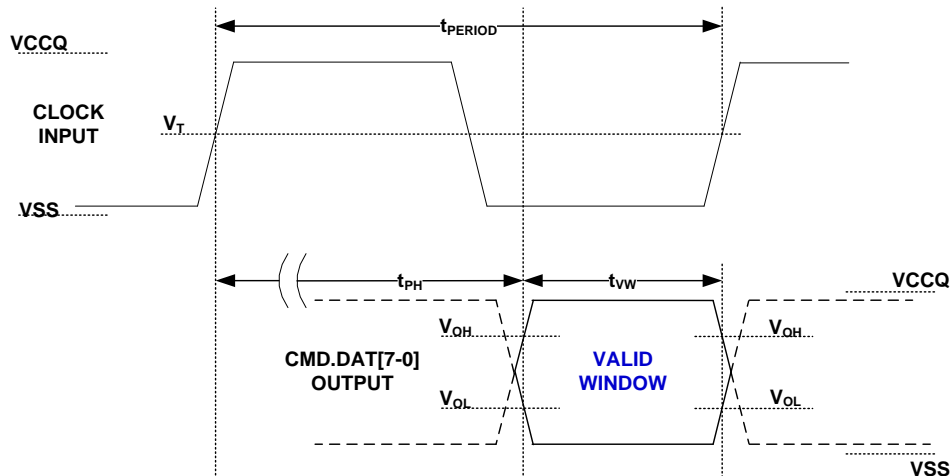 tPERIOD
VCCQ
CLOCK
INPUT
VT
VSS
tPH
tVW
VCCQ
VOH
VOH
CMD.DAT[7-0]
OUTPUT
VALID
WINDOW
VOL
VOL
VSS